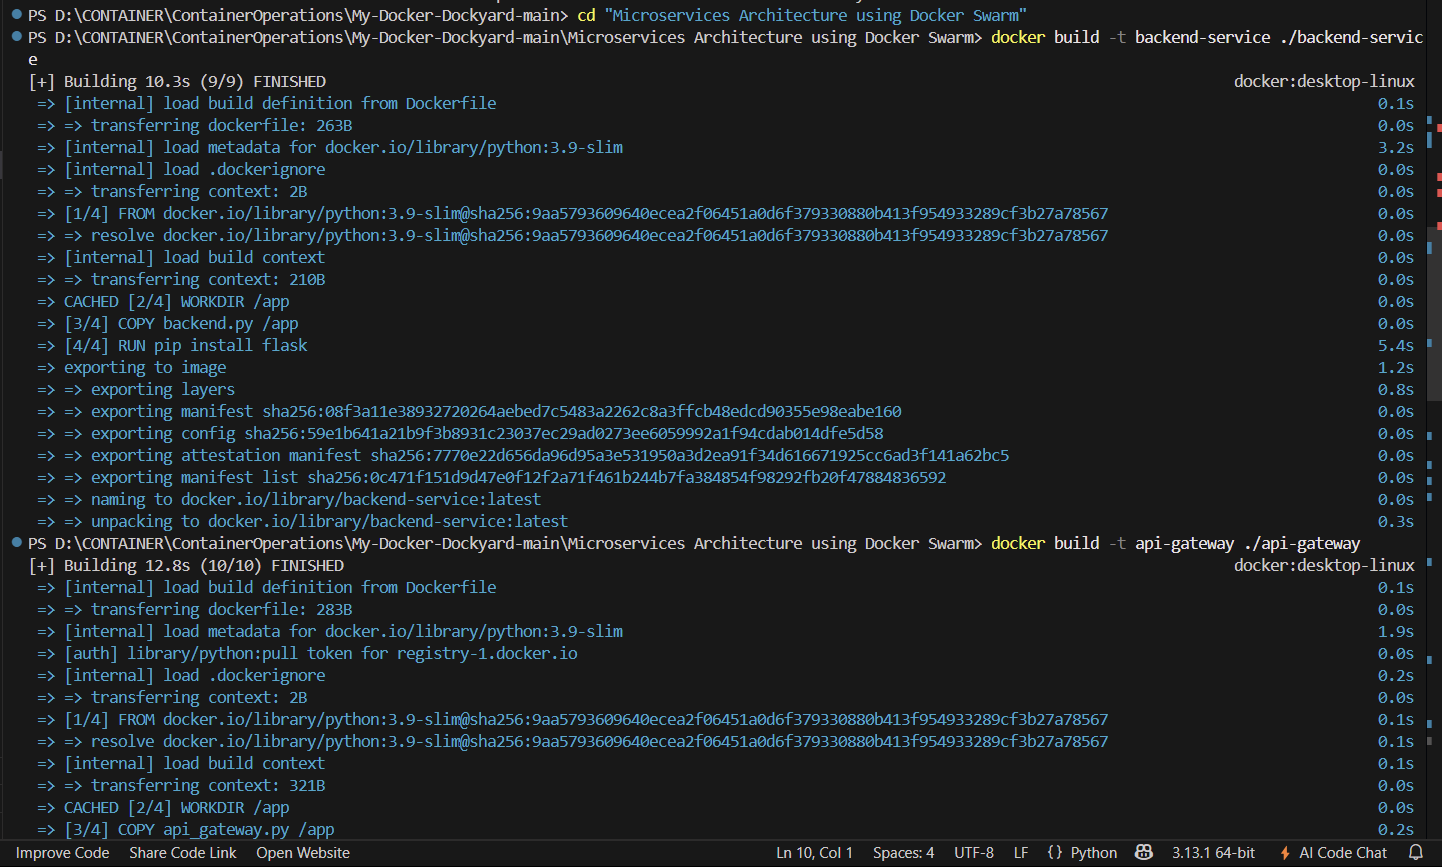 PS D:\CONTAINER\ContainerOperations\My-Docker-Dockyard-main> cd "Microservices Architecture using Docker Swarm"
PS D:\CONTAINER\ContainerOperations\My-Docker-Dockyard-main\Microservices Architecture using Docker Swarm> docker build -t backend-service ./backend-servic
e
[+] Building 10.3s (9/9) FINISHED docker:desktop-linux
=> [internal] load build definition from Dockerfile 0.1s
=> => transferring dockerfile: 263B 0.0s
=> [internal] load metadata for docker.io/library/python:3.9-slim 3.2s
=> [internal] load .dockerignore 0.0s
=> => transferring context: 2B 0.0s
=> [1/4] FROM docker.io/library/python:3.9-slim@sha256:9aa5793609640ecea2f06451a0d6f379330880b413f954933289cf3b27a78567 0.0s
=> => resolve docker.io/library/python:3.9-slim@sha256:9aa5793609640ecea2f06451a0d6f379330880b413f954933289cf3b27a78567 0.0s
=> [internal] load build context 0.0s
=> => transferring context: 210B 0.0s
=> CACHED [2/4] WORKDIR /app 0.0s
=> [3/4] COPY backend.py /app 0.0s
=> [4/4] RUN pip install flask 5.4s
=> exporting to image 1.2s
=> => exporting layers 0.8s
=> => exporting manifest sha256:08f3a11e38932720264aebed7c5483a2262c8a3ffcb48edcd90355e98eabe160 0.0s
=> => exporting config sha256:59e1b641a21b9f3b8931c23037ec29ad0273ee6059992a1f94cdab014dfe5d58 0.0s
=> => exporting attestation manifest sha256:7770e22d656da96d95a3e531950a3d2ea91f34d616671925cc6ad3f141a62bc5 0.0s
=> => exporting manifest list sha256:0c471f151d9d47e0f12f2a71f461b244b7fa384854f98292fb20f47884836592 0.0s
=> => naming to docker.io/library/backend-service:latest 0.0s
=> => unpacking to docker.io/library/backend-service:latest 0.3s
PS D:\CONTAINER\ContainerOperations\My-Docker-Dockyard-main\Microservices Architecture using Docker Swarm> docker build -t api-gateway ./api-gateway
[+] Building 12.8s (10/10) FINISHED docker:desktop-linux
=> [internal] load build definition from Dockerfile 0.1s
=> => transferring dockerfile: 283B 0.0s
=> [internal] load metadata for docker.io/library/python:3.9-slim 1.9s
=> [auth] library/python:pull token for registry-1.docker.io 0.0s
=> [internal] load .dockerignore 0.2s
=> => transferring context: 2B 0.0s
=> [1/4] FROM docker.io/library/python:3.9-slim@sha256:9aa5793609640ecea2f06451a0d6f379330880b413f954933289cf3b27a78567 0.1s
=> => resolve docker.io/library/python:3.9-slim@sha256:9aa5793609640ecea2f06451a0d6f379330880b413f954933289cf3b27a78567 0.1s
=> [internal] load build context 0.1s
=> => transferring context: 321B 0.0s
=> CACHED [2/4] WORKDIR /app 0.0s
=> [3/4] COPY api_gateway.py /app 0.2s
Improve Code Share Code Link Open Website Ln 10, Col 1 Spaces: 4 UTF-8 LF {} Python 3.13.1 64-bit AI Code Chat